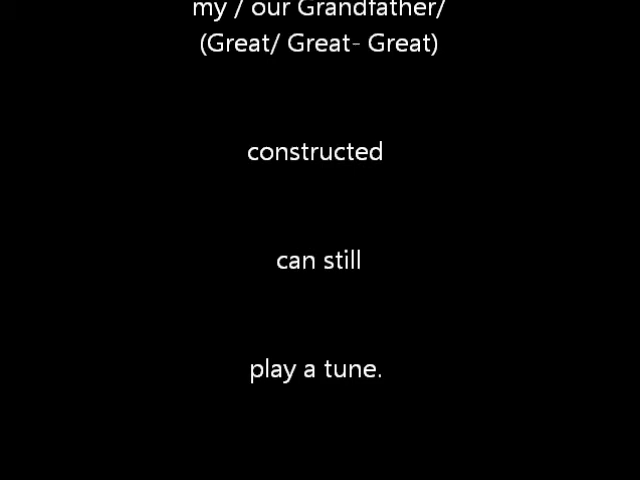 my / our Grandfather/
(Great/ Great- Great)
constructed
can still
play a tune.